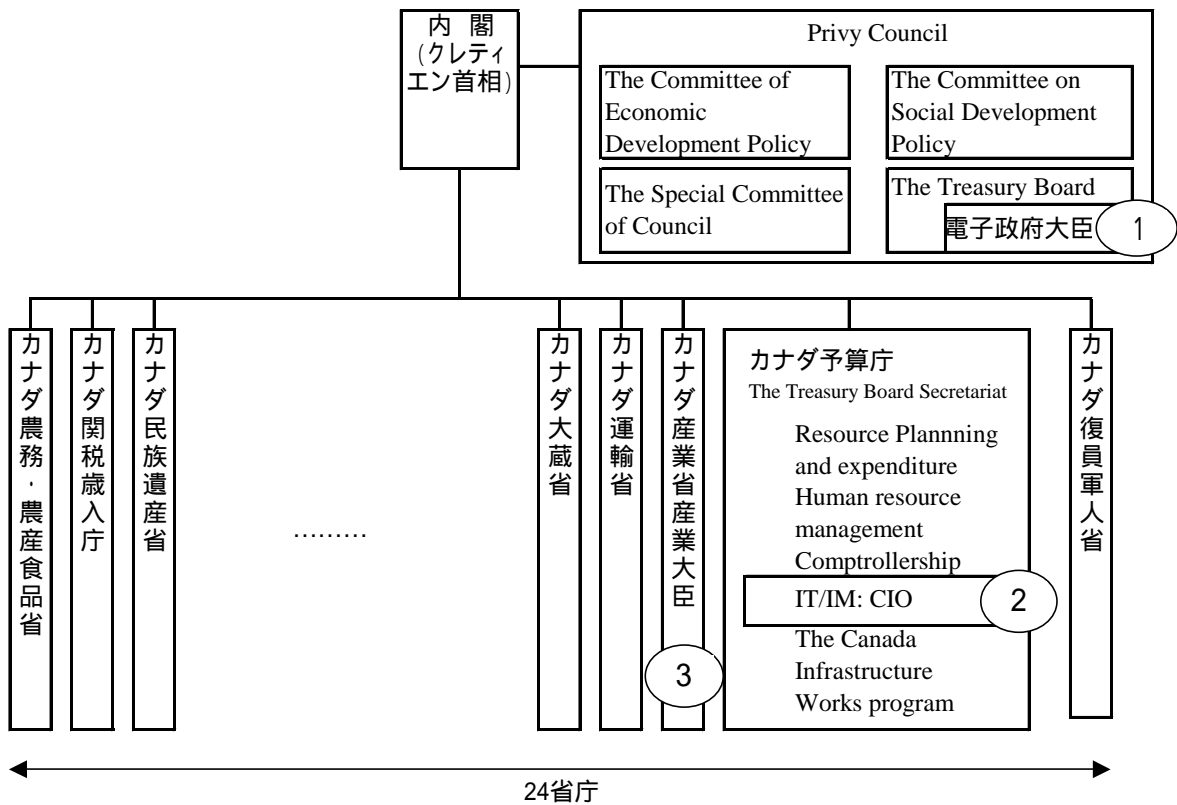 内 閣
(クレティ
エン首相)
Privy Council
The Committee of
Economic
Development Policy
The Committee on
Social Development
Policy
The Special Committee
of Council
The Treasury Board
電子政府大臣
1
カナダ農務・農産食品省
カナダ関税歳入庁
カナダ民族遺産省
………
カナダ大蔵省
カナダ運輸省
カナダ産業省産業大臣
3
カナダ予算庁
The Treasury Board Secretariat
Resource Plannning
and expenditure
Human resource
management
Comptrollership
IT/IM: CIO
2
The Canada
Infrastructure
Works program
カナダ復員軍人省
24省庁